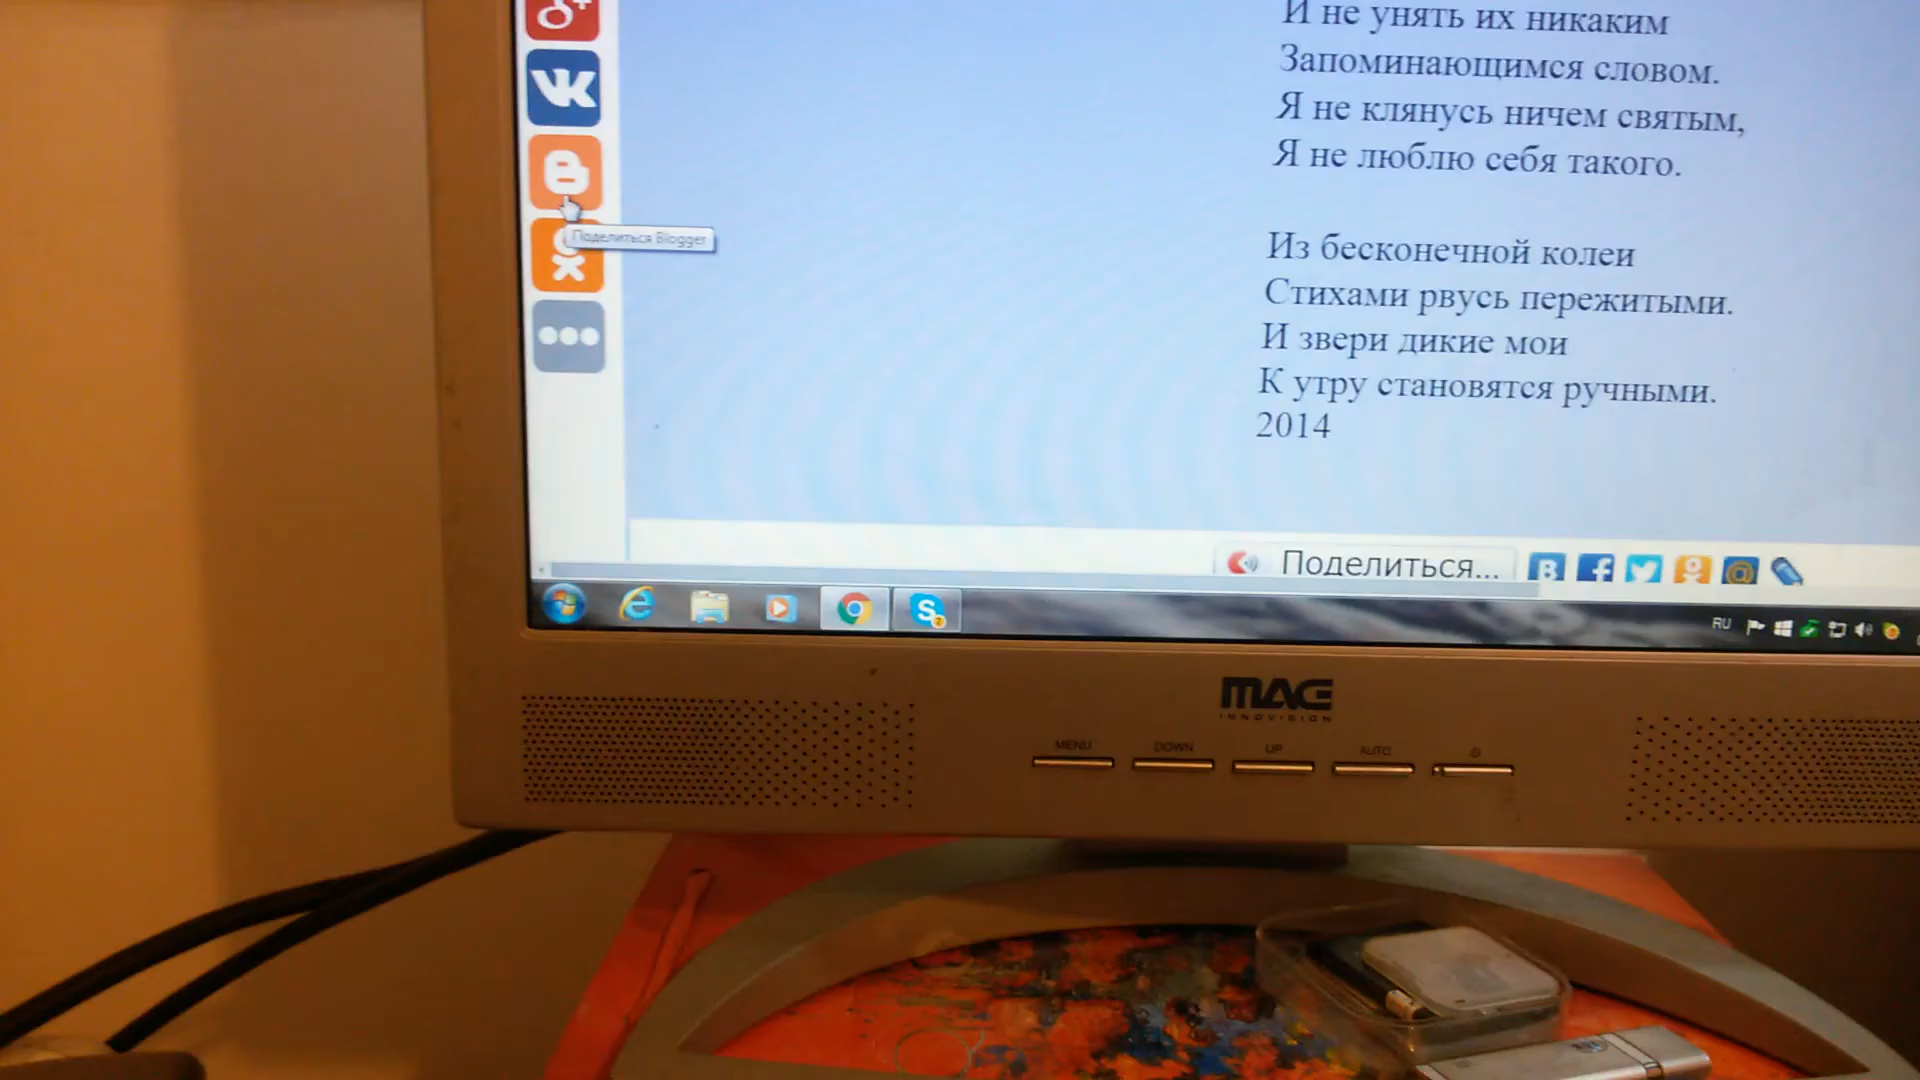 И не унять их никаким
Запоминающимся словом.
Я не клянусь ничем святым,
Я не люблю себя такого.
Поделиться Blogger
Из бесконечной колеи
Стихами рвусь пережитыми.
И звери дикие мои
К утру становятся ручными.
2014
Поделиться...
RU
MAG
INNOVISION
MENU DOWN UP AUTO